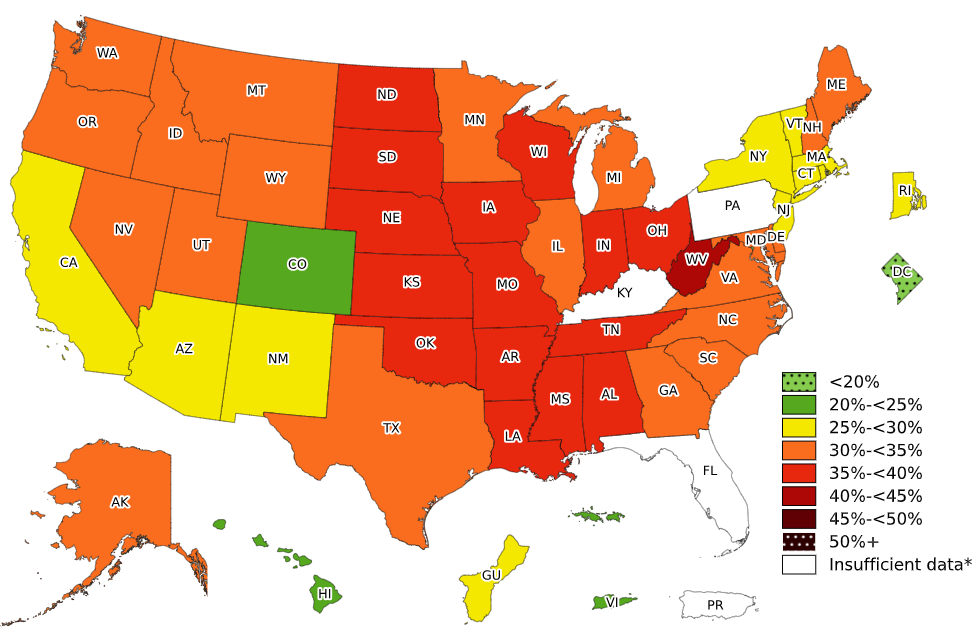 WA
MT
ND
MN
ME
OR
ID
SD
WI
VT
NH
NY
MA
WY
MI
CT
NE
IA
RI
PA
NJ
NV
UT
IL
IN
OH
MD
DE
CA
CO
KS
MO
WV
DC
VA
KY
NC
AZ
NM
OK
AR
TN
SC
TX
MS
AL
GA
LA
FL
AK
HI
GU
VI
PR
<20%
20%-<25%
25%-<30%
30%-<35%
35%-<40%
40%-<45%
45%-<50%
50%+
Insufficient data*